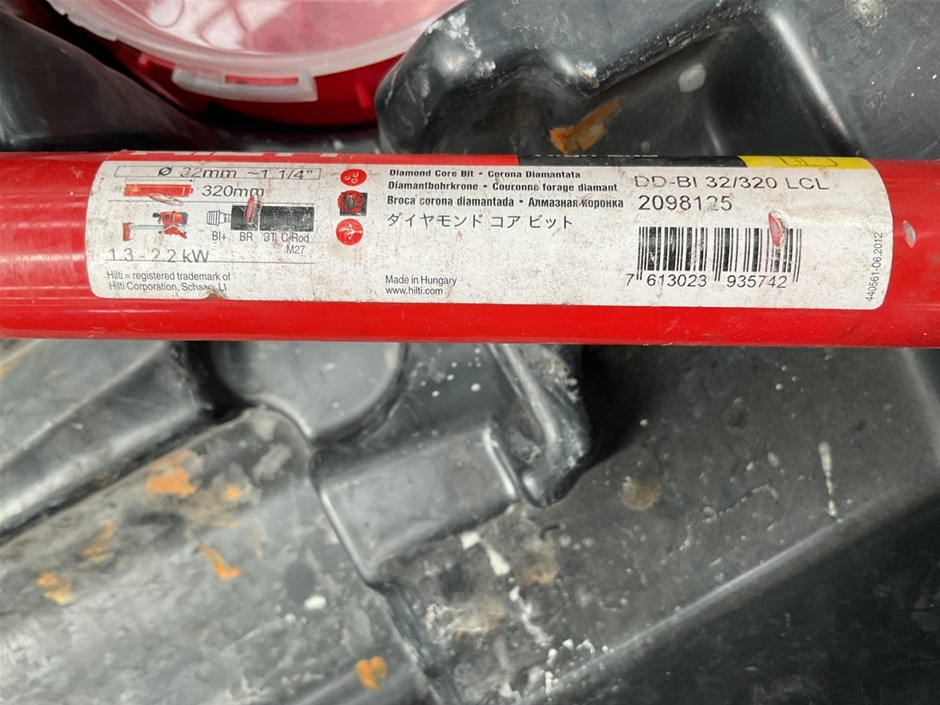 Ø 32mm ~1 1/4"
320mm
BI+ BR BT C-Rod
M27
1.3 - 2.2 kW
Hilti = registered trademark of
Hilti Corporation, Schaan, LI
Diamond Core Bit • Corona Diamantata
Diamantbohrkrone • Couronne forage diamant
Broca corona diamantada • Алмазная коронка
ダイヤモンド コア ビット
Made in Hungary
www.hilti.com
DD-BI 32/320 LCL
2098125
7 613023 935742
440561-06.2012